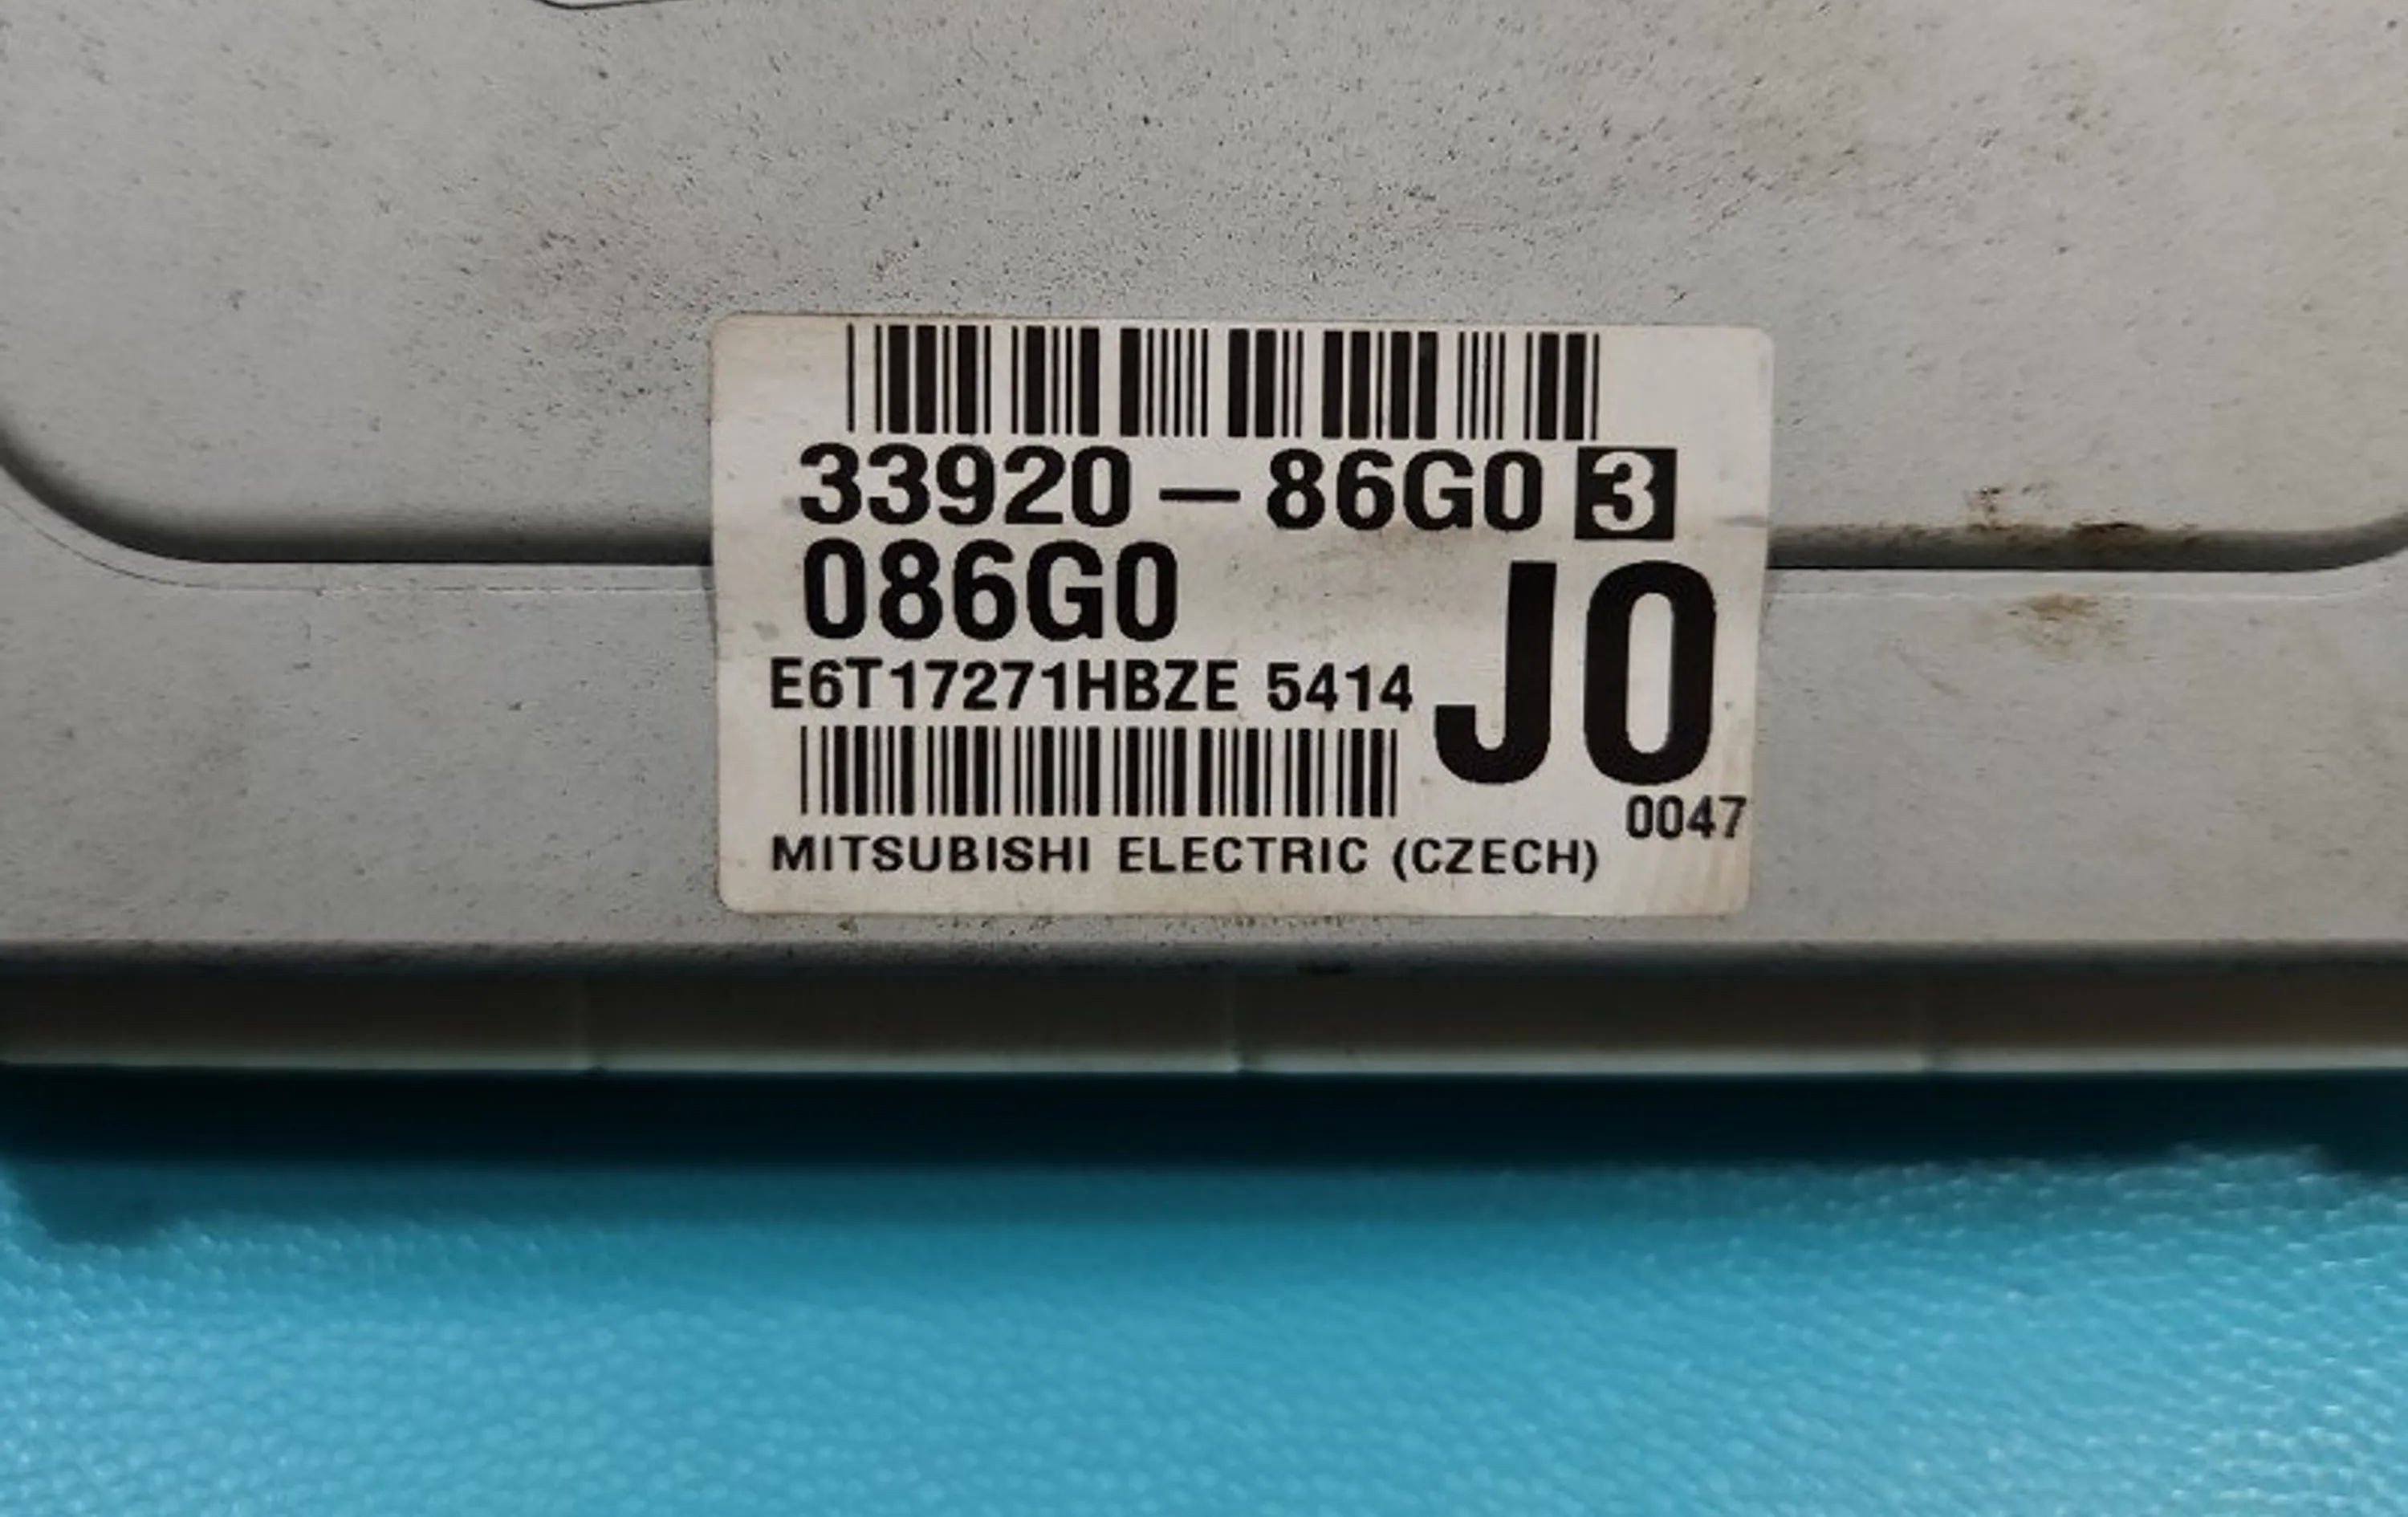 33920-86G0 3
086G0
J0
E6T17271HBZE 5414
0047
MITSUBISHI ELECTRIC (CZECH)